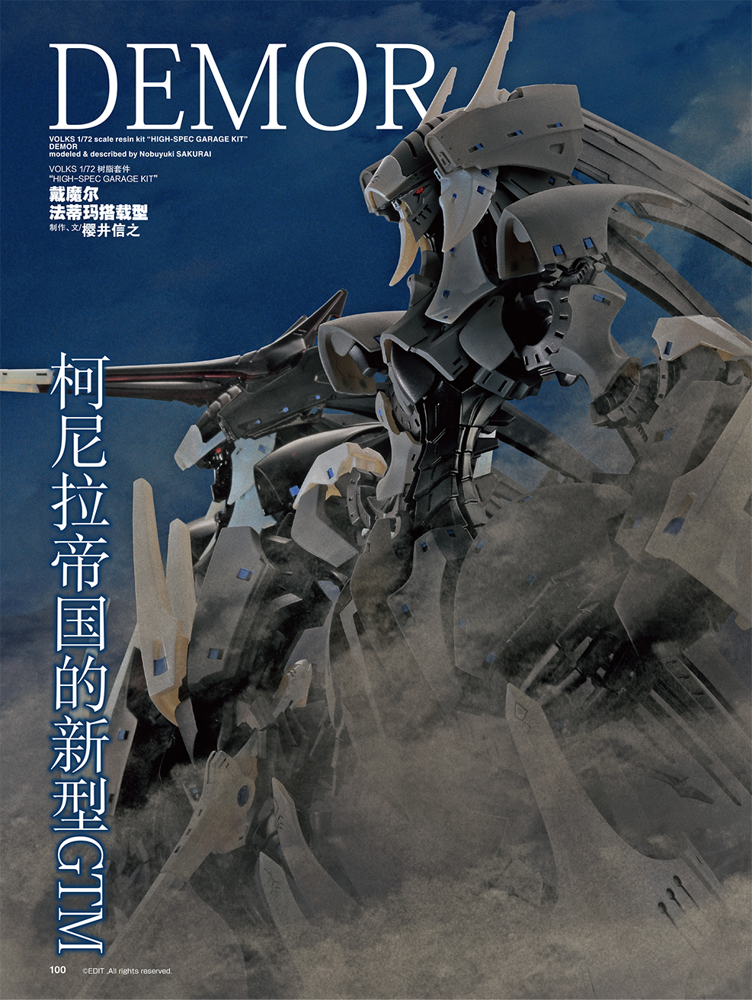 DEMOR
VOLKS 1/72 scale resin kit “HIGH-SPEC GARAGE KIT”
DEMOR
modeled & described by Nobuyuki SAKURAI
VOLKS 1/72 树脂套件
“HIGH-SPEC GARAGE KIT”
戴魔尔
法蒂玛搭载型
制作、文/樱井信之
柯尼拉帝国的新型GTM
100
©EDIT ,All rights reserved.